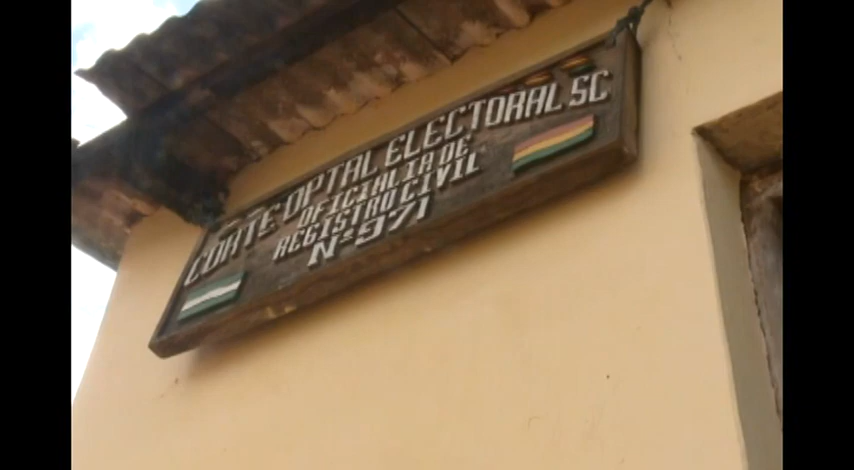 CORTE DPTAL ELECTORAL SC
OFICIALIA DE
REGISTRO CIVIL
Nº 971